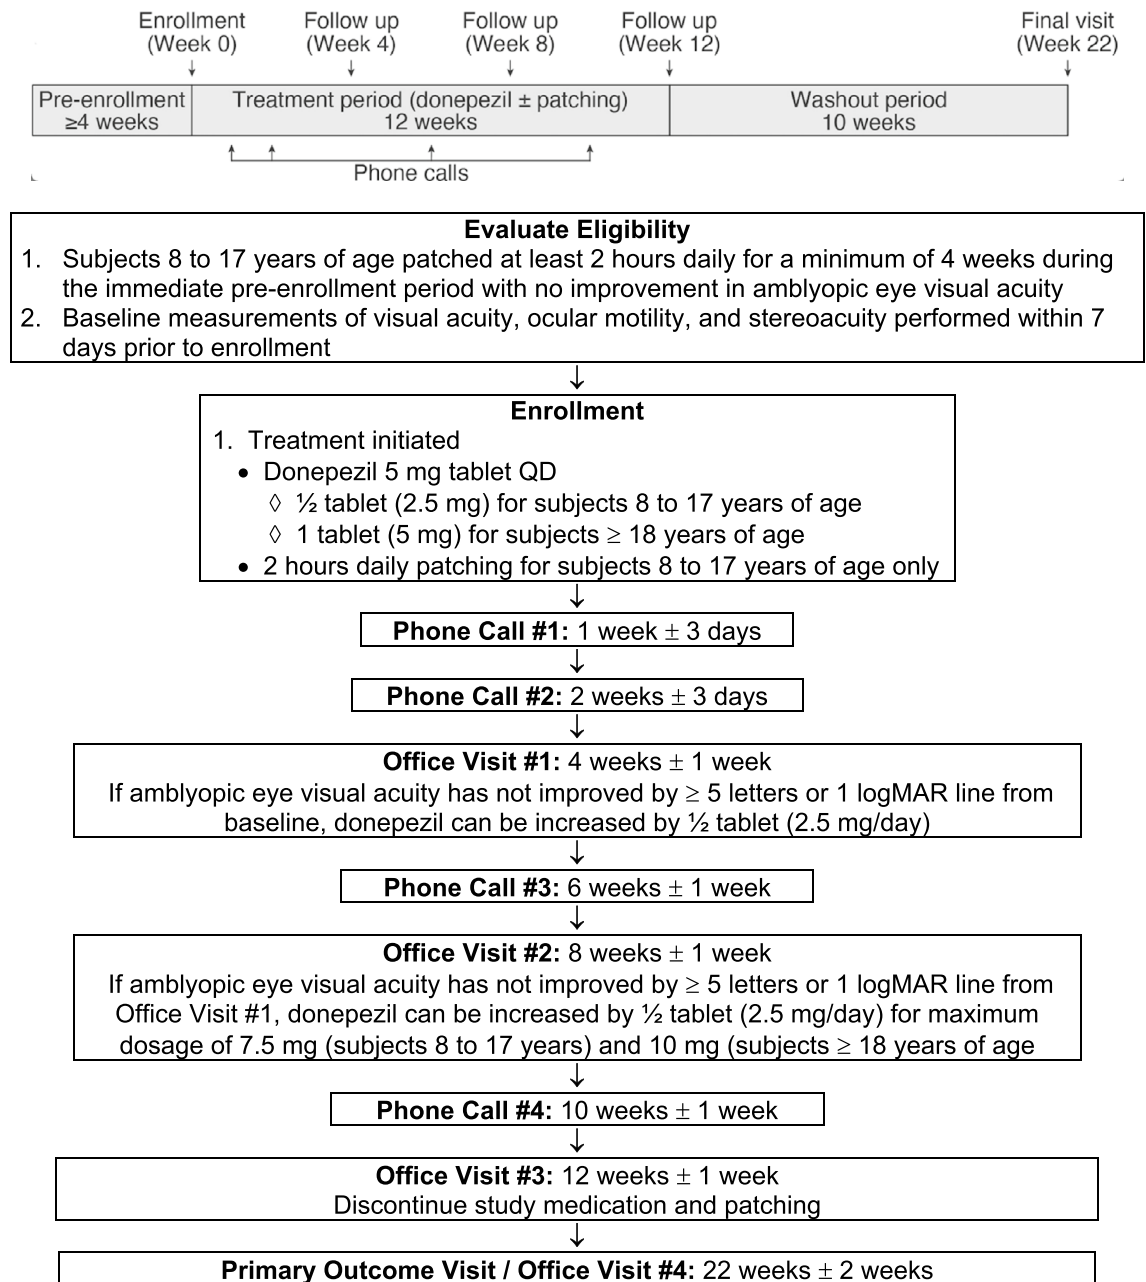 Enrollment
(Week 0)
Follow up
(Week 4)
Follow up
(Week 8)
Follow up
(Week 12)
Final visit
(Week 22)
Pre-enrollment
≥4 weeks
Treatment period (donepezil ± patching)
12 weeks
Washout period
10 weeks
Phone calls
Evaluate Eligibility
1. Subjects 8 to 17 years of age patched at least 2 hours daily for a minimum of 4 weeks during
the immediate pre-enrollment period with no improvement in amblyopic eye visual acuity
2. Baseline measurements of visual acuity, ocular motility, and stereoacuity performed within 7
days prior to enrollment
Enrollment
1. Treatment initiated
• Donepezil 5 mg tablet QD
◊ ½ tablet (2.5 mg) for subjects 8 to 17 years of age
◊ 1 tablet (5 mg) for subjects ≥ 18 years of age
• 2 hours daily patching for subjects 8 to 17 years of age only
Phone Call #1: 1 week ± 3 days
Phone Call #2: 2 weeks ± 3 days
Office Visit #1: 4 weeks ± 1 week
If amblyopic eye visual acuity has not improved by ≥ 5 letters or 1 logMAR line from
baseline, donepezil can be increased by ½ tablet (2.5 mg/day)
Phone Call #3: 6 weeks ± 1 week
Office Visit #2: 8 weeks ± 1 week
If amblyopic eye visual acuity has not improved by ≥ 5 letters or 1 logMAR line from
Office Visit #1, donepezil can be increased by ½ tablet (2.5 mg/day) for maximum
dosage of 7.5 mg (subjects 8 to 17 years) and 10 mg (subjects ≥ 18 years of age
Phone Call #4: 10 weeks ± 1 week
Office Visit #3: 12 weeks ± 1 week
Discontinue study medication and patching
Primary Outcome Visit / Office Visit #4: 22 weeks ± 2 weeks